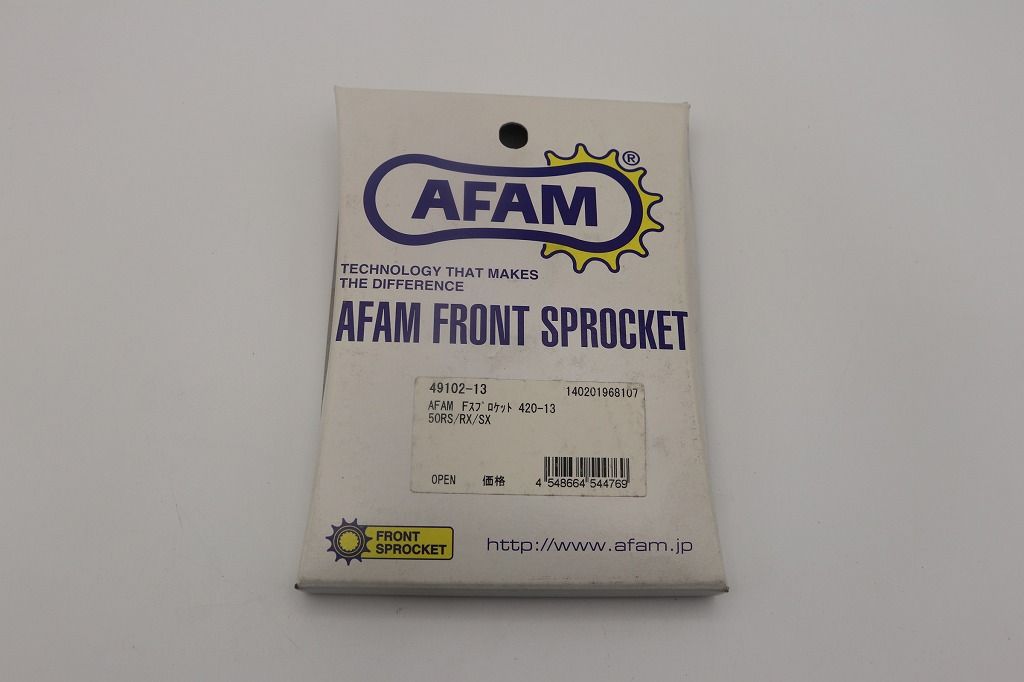 AFAM®
TECHNOLOGY THAT MAKES
THE DIFFERENCE
AFAM FRONT SPROCKET
49102-13 140201968107
AFAM Fｽﾌﾟﾛｹｯﾄ 420-13
50RS/RX/SX
OPEN 価格
4 548664 544769
FRONT
SPROCKET
http://www.afam.jp